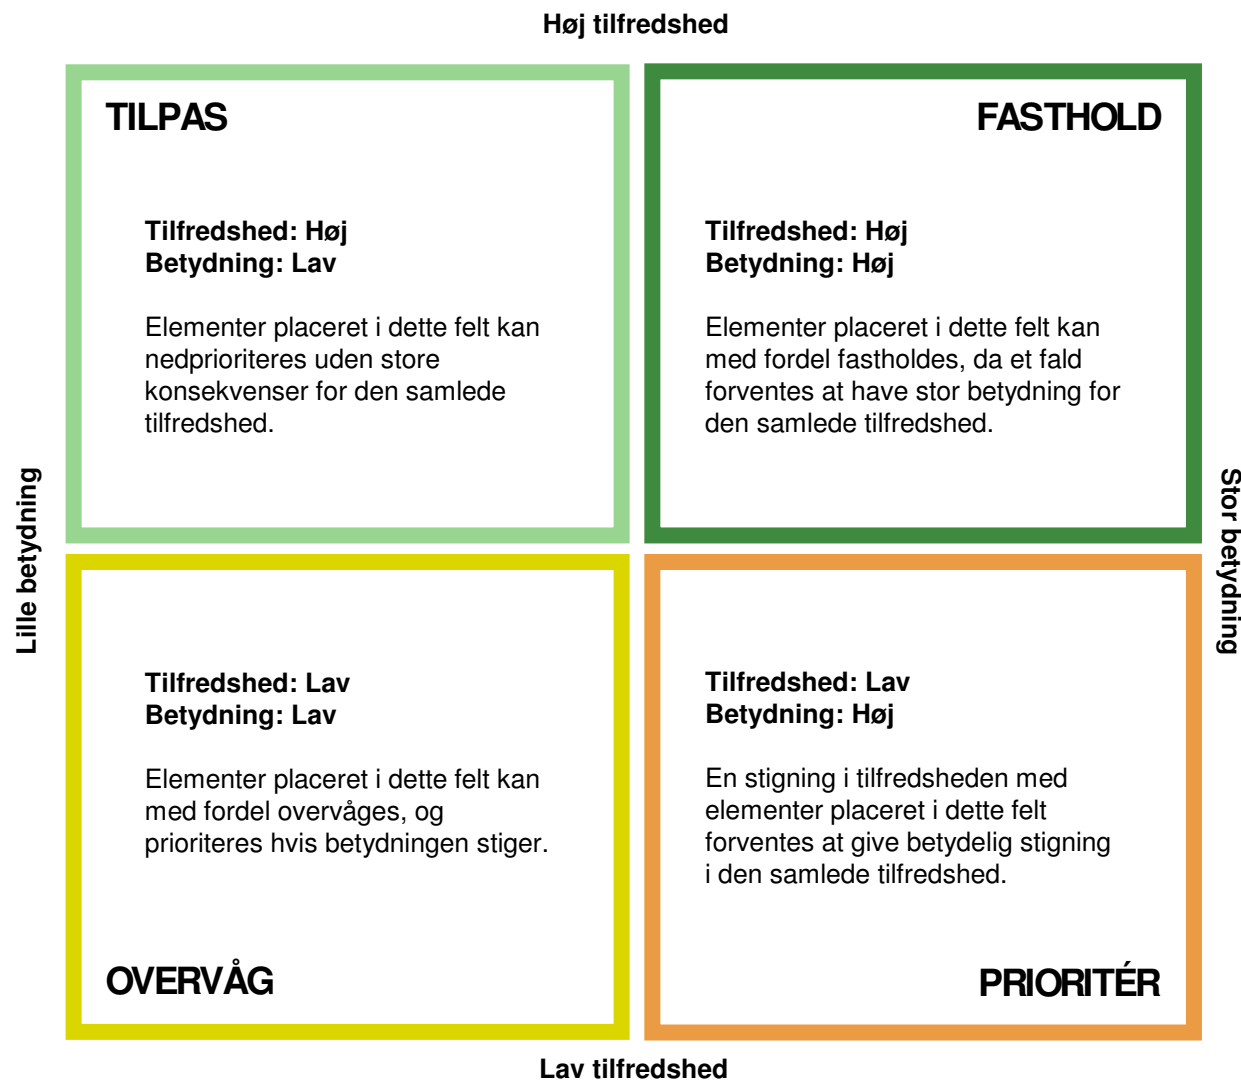 Høj tilfredshed
TILPAS
Tilfredshed: Høj
Betydning: Lav
Elementer placeret i dette felt kan
nedprioriteres uden store
konsekvenser for den samlede
tilfredshed.
FASTHOLD
Tilfredshed: Høj
Betydning: Høj
Elementer placeret i dette felt kan
med fordel fastholdes, da et fald
forventes at have stor betydning for
den samlede tilfredshed.
Lille betydning
Stor betydning
Tilfredshed: Lav
Betydning: Lav
Elementer placeret i dette felt kan
med fordel overvåges, og
prioriteres hvis betydningen stiger.
OVERVÅG
Tilfredshed: Lav
Betydning: Høj
En stigning i tilfredsheden med
elementer placeret i dette felt
forventes at give betydelig stigning
i den samlede tilfredshed.
PRIORITÉR
Lav tilfredshed